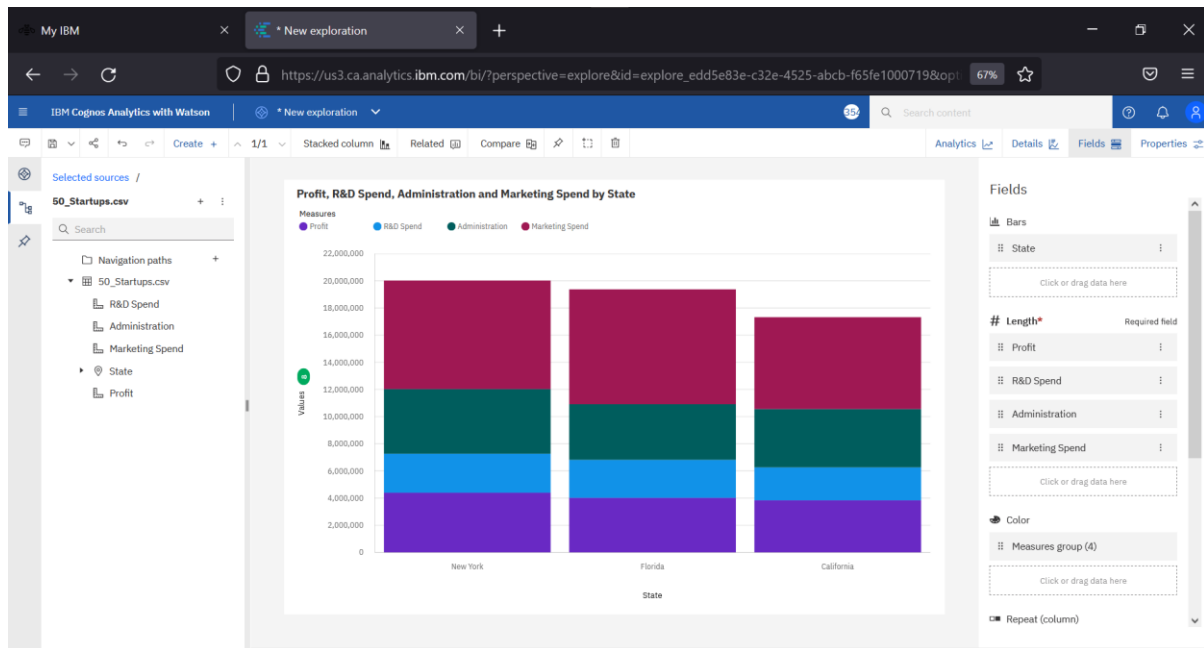 My IBM
* New exploration
https://us3.ca.analytics.ibm.com/bi/?perspective=explore&id=explore_edd5e83e-c32e-4525-abcb-f65fe1000719&opt
67%
IBM Cognos Analytics with Watson
* New exploration
354
Search content
Create +
1/1
Stacked column
Related
Compare
Analytics
Details
Fields
Properties
Selected sources /
50_Startups.csv
Search
Navigation paths
50_Startups.csv
R&D Spend
Administration
Marketing Spend
State
Profit
Profit, R&D Spend, Administration and Marketing Spend by State
Measures
Profit R&D Spend Administration Marketing Spend
22,000,000
20,000,000
18,000,000
16,000,000
14,000,000
12,000,000
10,000,000
8,000,000
6,000,000
4,000,000
2,000,000
0
Values
New York Florida California
State
Fields
Bars
State
Click or drag data here
Length* Required field
Profit
R&D Spend
Administration
Marketing Spend
Click or drag data here
Color
Measures group (4)
Click or drag data here
Repeat (column)